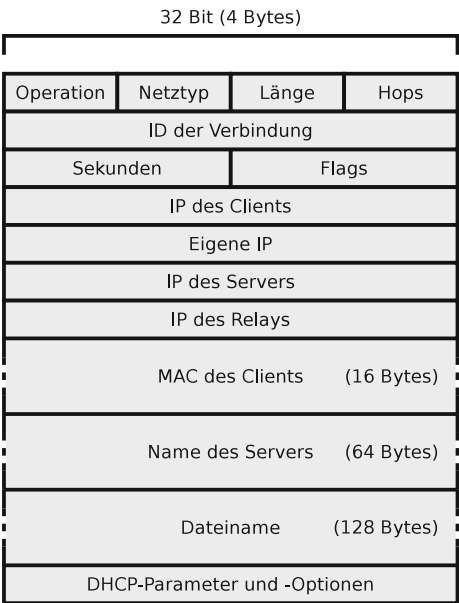 32 Bit (4 Bytes)
Operation Netztyp Länge Hops
ID der Verbindung
Sekunden Flags
IP des Clients
Eigene IP
IP des Servers
IP des Relays
MAC des Clients (16 Bytes)
Name des Servers (64 Bytes)
Dateiname (128 Bytes)
DHCP-Parameter und -Optionen